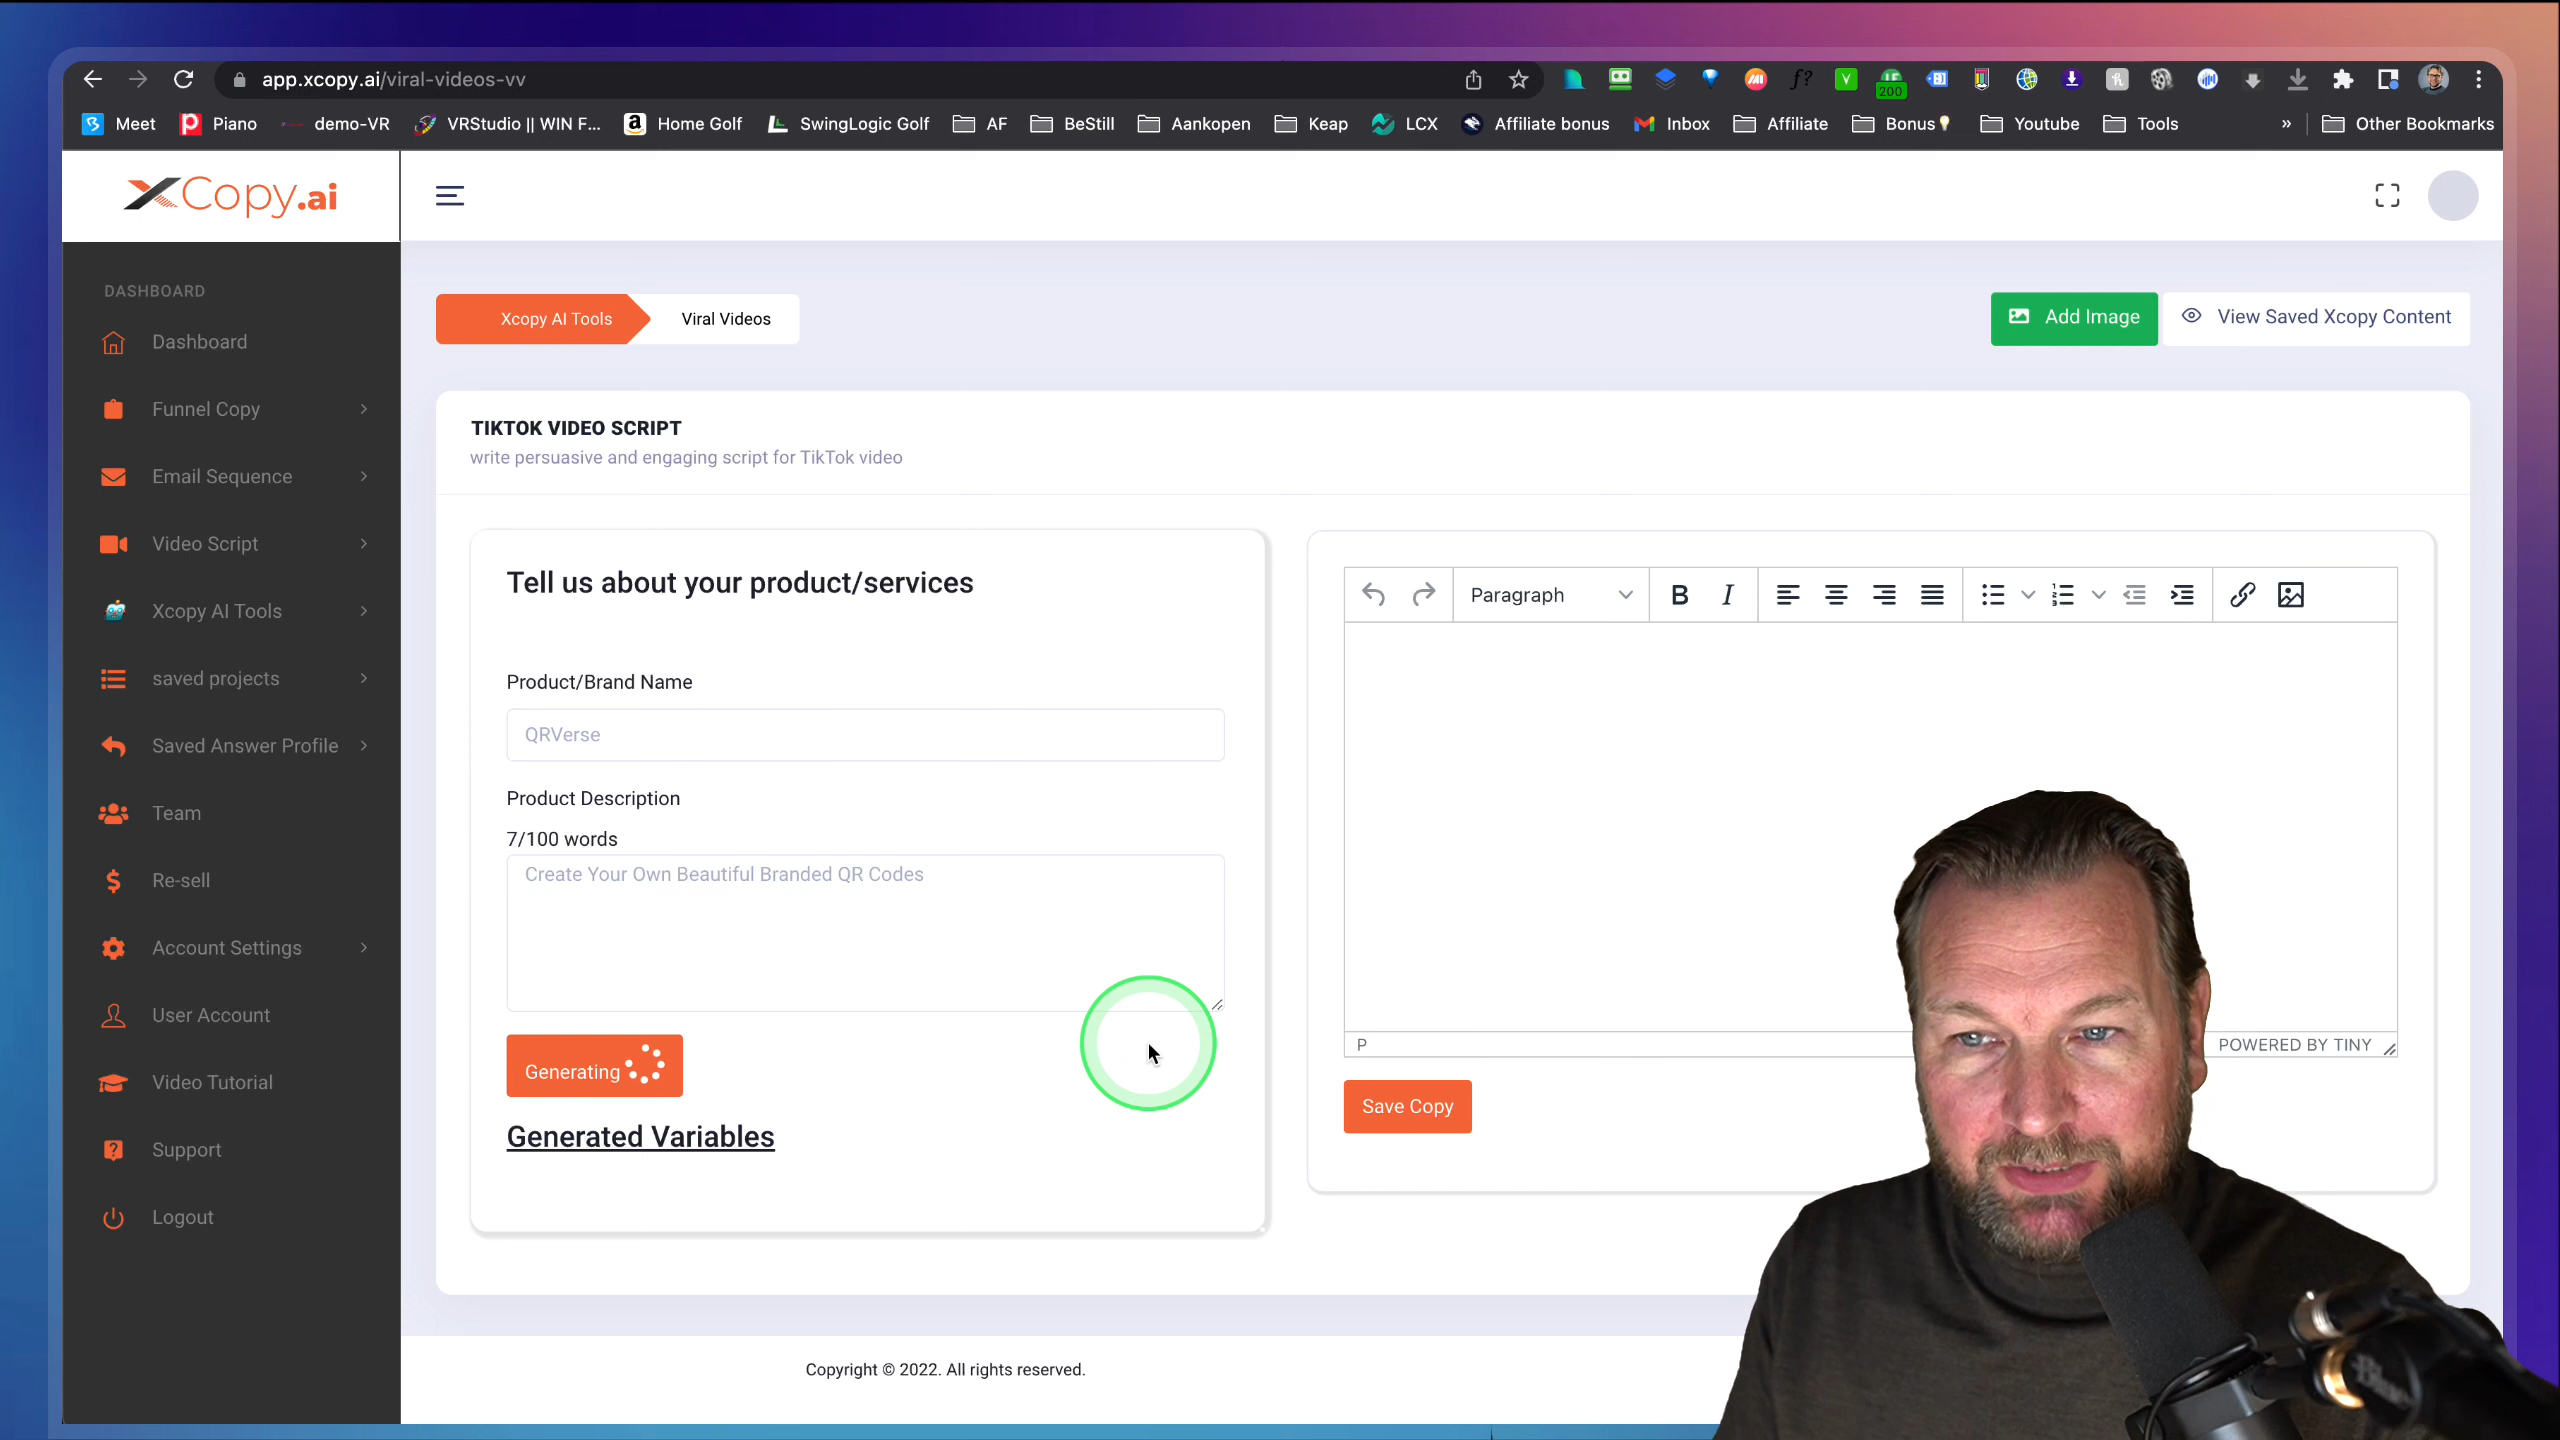 app.xcopy.ai/viral-videos-vv
200
Meet
Piano
demo-VR
VRStudio || WIN F...
Home Golf
SwingLogic Golf
AF
BeStill
Aankopen
Keap
LCX
Affiliate bonus
Inbox
Affiliate
Bonus
Youtube
Tools
»
Other Bookmarks
XCopy.ai
DASHBOARD
Dashboard
Funnel Copy
Email Sequence
Video Script
Xcopy AI Tools
saved projects
Saved Answer Profile
Team
Re-sell
Account Settings
User Account
Video Tutorial
Support
Logout
Xcopy AI Tools
Viral Videos
Add Image
View Saved Xcopy Content
TIKTOK VIDEO SCRIPT
write persuasive and engaging script for TikTok video
Tell us about your product/services
Product/Brand Name
QRVerse
Product Description
7/100 words
Create Your Own Beautiful Branded QR Codes
Generating
Generated Variables
Paragraph
B
I
P
POWERED BY TINY
Save Copy
Copyright © 2022. All rights reserved.